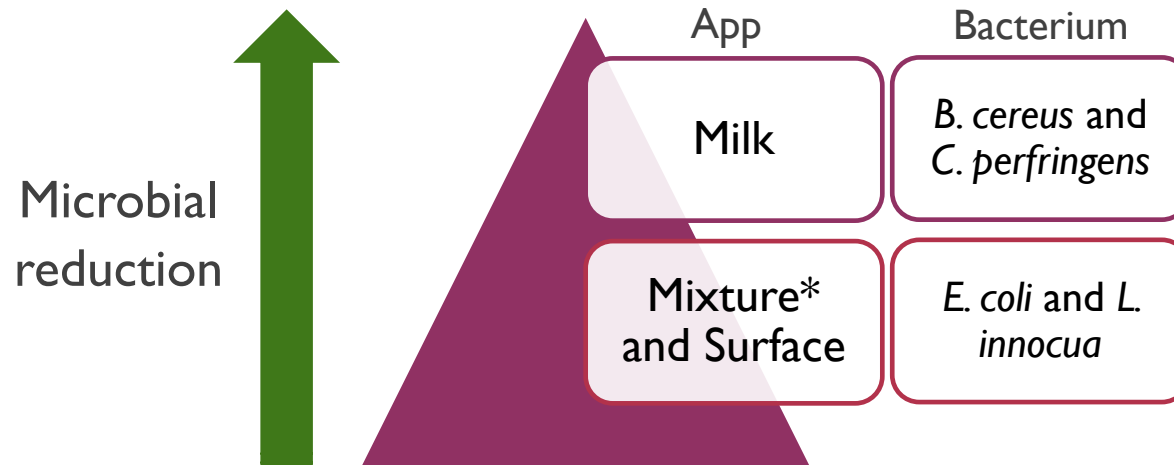 App
Bacterium
Milk
B. cereus and
C. perfringens
Microbial
reduction
Mixture*
and Surface
E. coli and L.
innocua